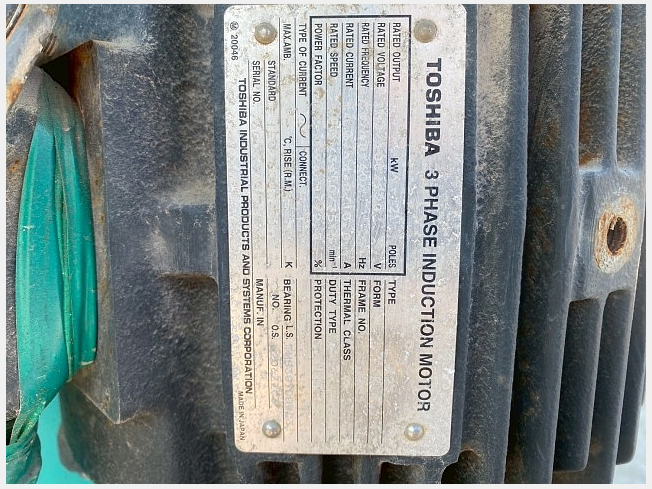 TOSHIBA 3 PHASE INDUCTION MOTOR
RATED OUTPUT kW POLES TYPE
RATED VOLTAGE V FORM
RATED FREQUENCY Hz FRAME NO.
RATED CURRENT A THERMAL CLASS
RATED SPEED min⁻¹ DUTY TYPE
POWER FACTOR % PROTECTION
TYPE OF CURRENT CONNECT.
MAX.AMB. °C, RISE (R.M.) K BEARING L.S.
STANDARD NO. O.S.
SERIAL NO. MANUF. IN
TOSHIBA INDUSTRIAL PRODUCTS AND SYSTEMS CORPORATION MADE IN JAPAN
20046